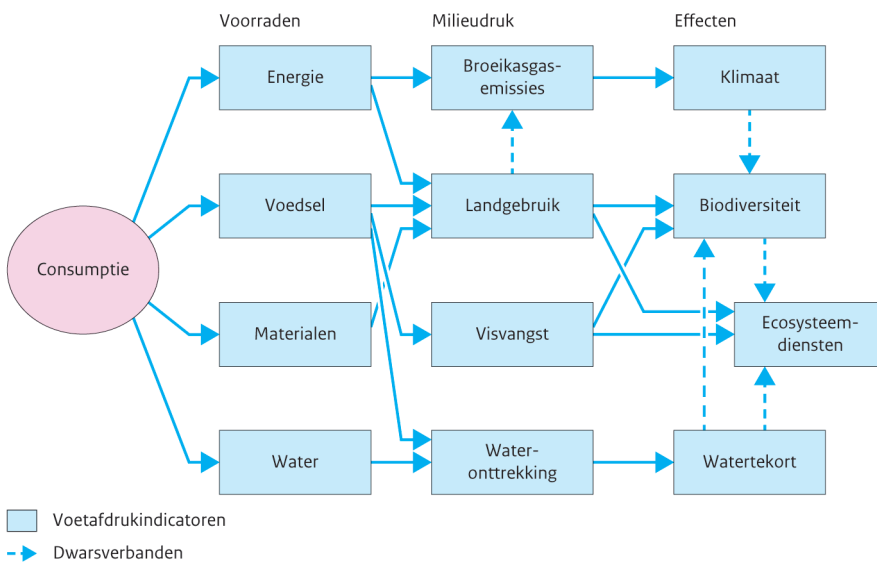 Voorraden
Milieudruk
Effecten
Energie
Broeikasgas-
emissies
Klimaat
Voedsel
Landgebruik
Biodiversiteit
Consumptie
Materialen
Visvangst
Ecosysteem-
diensten
Water
Water-
onttrekking
Watertekort
Voetafdrukindicatoren
Dwarsverbanden